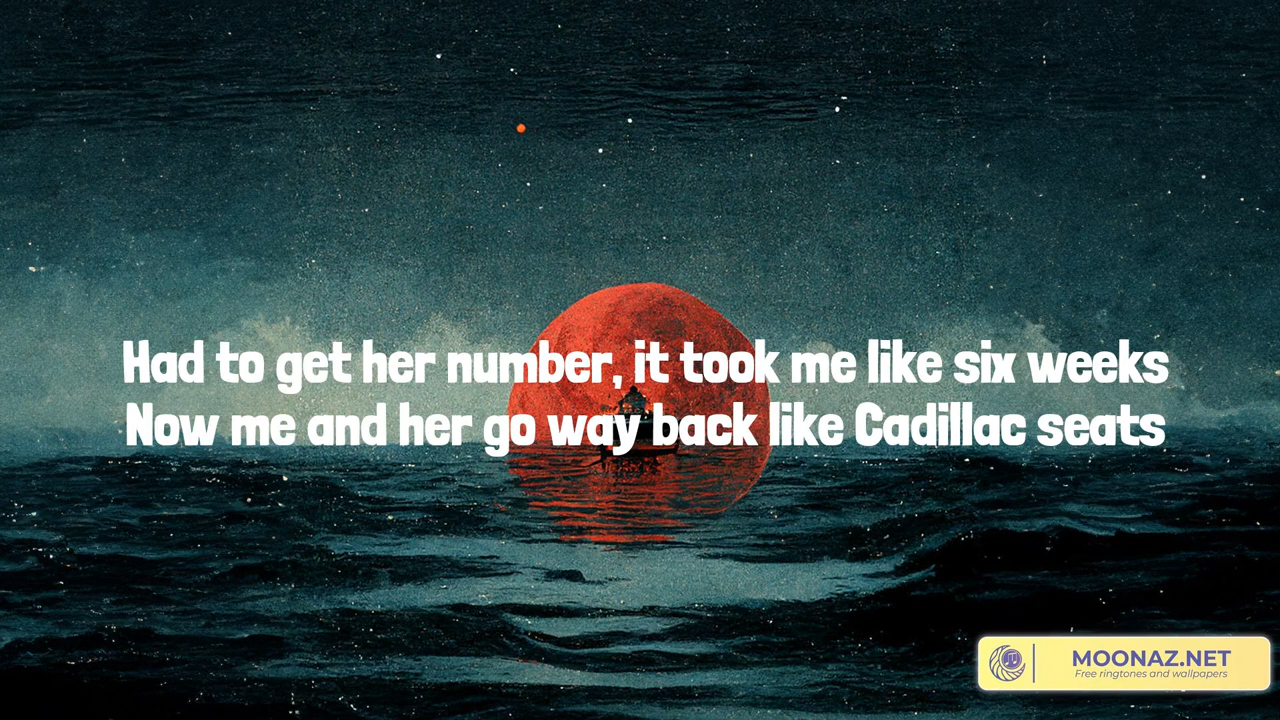 Had to get her number, it took me like six weeks
Now me and her go way back like Cadillac seats
MOONAZ.NET
Free ringtones and wallpapers